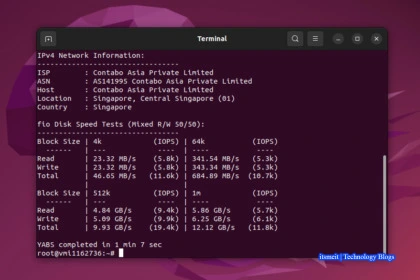 Terminal
IPv4 Network Information:
---------------------------------
ISP : Contabo Asia Private Limited
ASN : AS141995 Contabo Asia Private Limited
Host : Contabo Asia Private Limited
Location : Singapore, Central Singapore (01)
Country : Singapore
fio Disk Speed Tests (Mixed R/W 50/50):
---------------------------------
Block Size | 4k (IOPS) | 64k (IOPS)
------ | --- ---- | ---- ----
Read | 23.32 MB/s (5.8k) | 341.54 MB/s (5.3k)
Write | 23.32 MB/s (5.8k) | 343.34 MB/s (5.3k)
Total | 46.65 MB/s (11.6k) | 684.89 MB/s (10.7k)
| |
Block Size | 512k (IOPS) | 1m (IOPS)
------ | --- ---- | ---- ----
Read | 4.84 GB/s (9.4k) | 5.86 GB/s (5.7k)
Write | 5.09 GB/s (9.9k) | 6.25 GB/s (6.1k)
Total | 9.93 GB/s (19.4k) | 12.12 GB/s (11.8k)
YABS completed in 1 min 7 sec
root@vmi1162736:~#
itsmeit | Technology Blogs